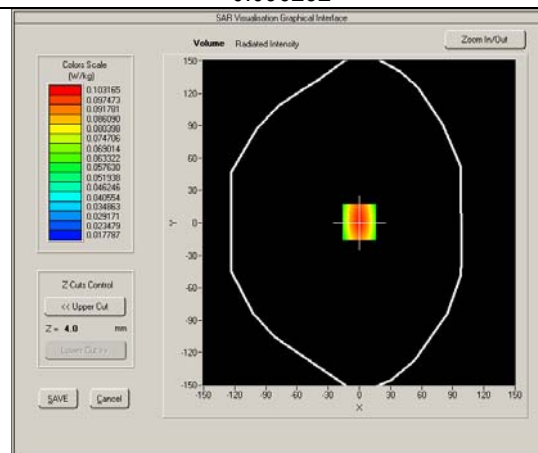 SAR Visualisation Graphical Interface
Volume Radiated Intensity
Zoom In/Out
Colors Scale
(W/kg)
0.103165
0.097473
0.091781
0.086090
0.080398
0.074706
0.069014
0.063322
0.057630
0.051938
0.046246
0.040554
0.034863
0.029171
0.023479
0.017787
Z Cuts Control
<< Upper Cut
Z = 4.0 mm
Lower Cut >>
SAVE Cancel
150
120
90
60
30
0
-30
-60
-90
-120
-150
Y
-150 -120 -90 -60 -30 0 30 60 90 120 150
X